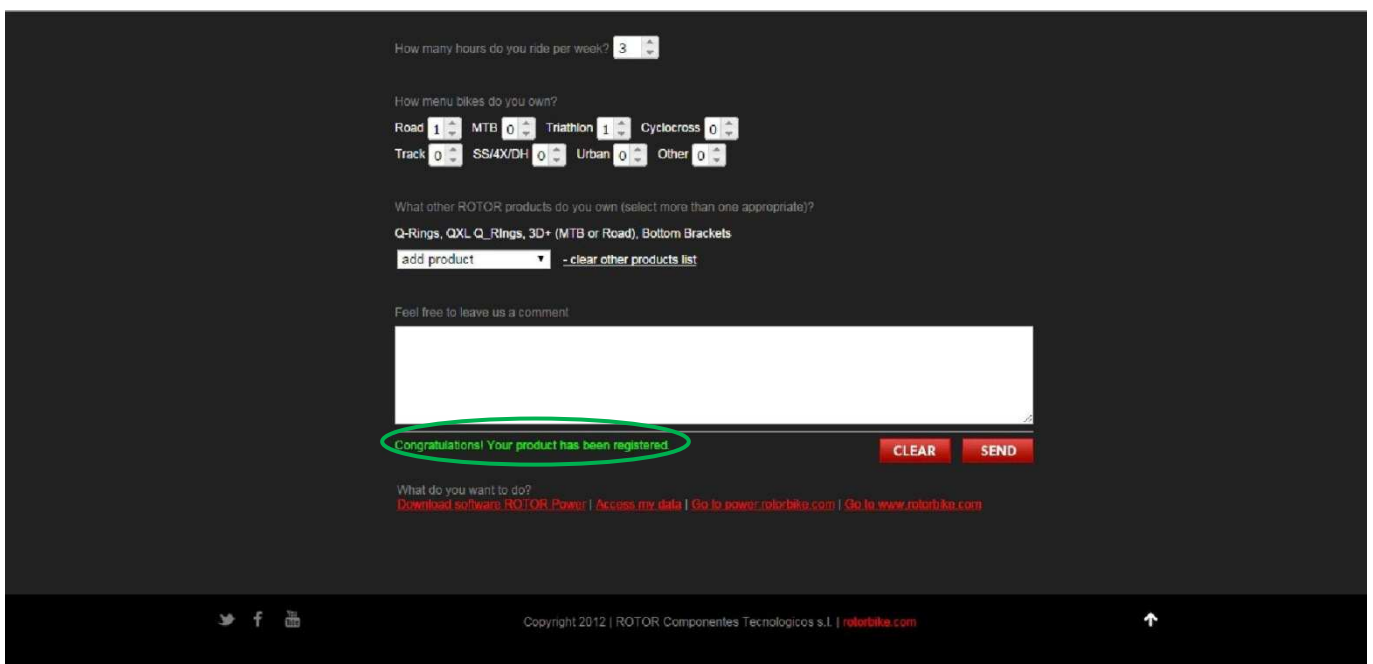 How many hours do you ride per week? 3
How menu bikes do you own?
Road 1 MTB 0 Triathlon 1 Cyclocross 0
Track 0 SS/4X/DH 0 Urban 0 Other 0
What other ROTOR products do you own (select more than one appropriate)?
Q-Rings, QXL Q_RIngs, 3D+ (MTB or Road), Bottom Brackets
add product - clear other products list
Feel free to leave us a comment
Congratulations! Your product has been registered.
CLEAR SEND
What do you want to do?
Download software ROTOR Power | Access my data | Go to power.rotorbike.com | Go to www.rotorbike.com
You Tube
Copyright 2012 | ROTOR Componentes Tecnologicos s.l. | rotorbike.com